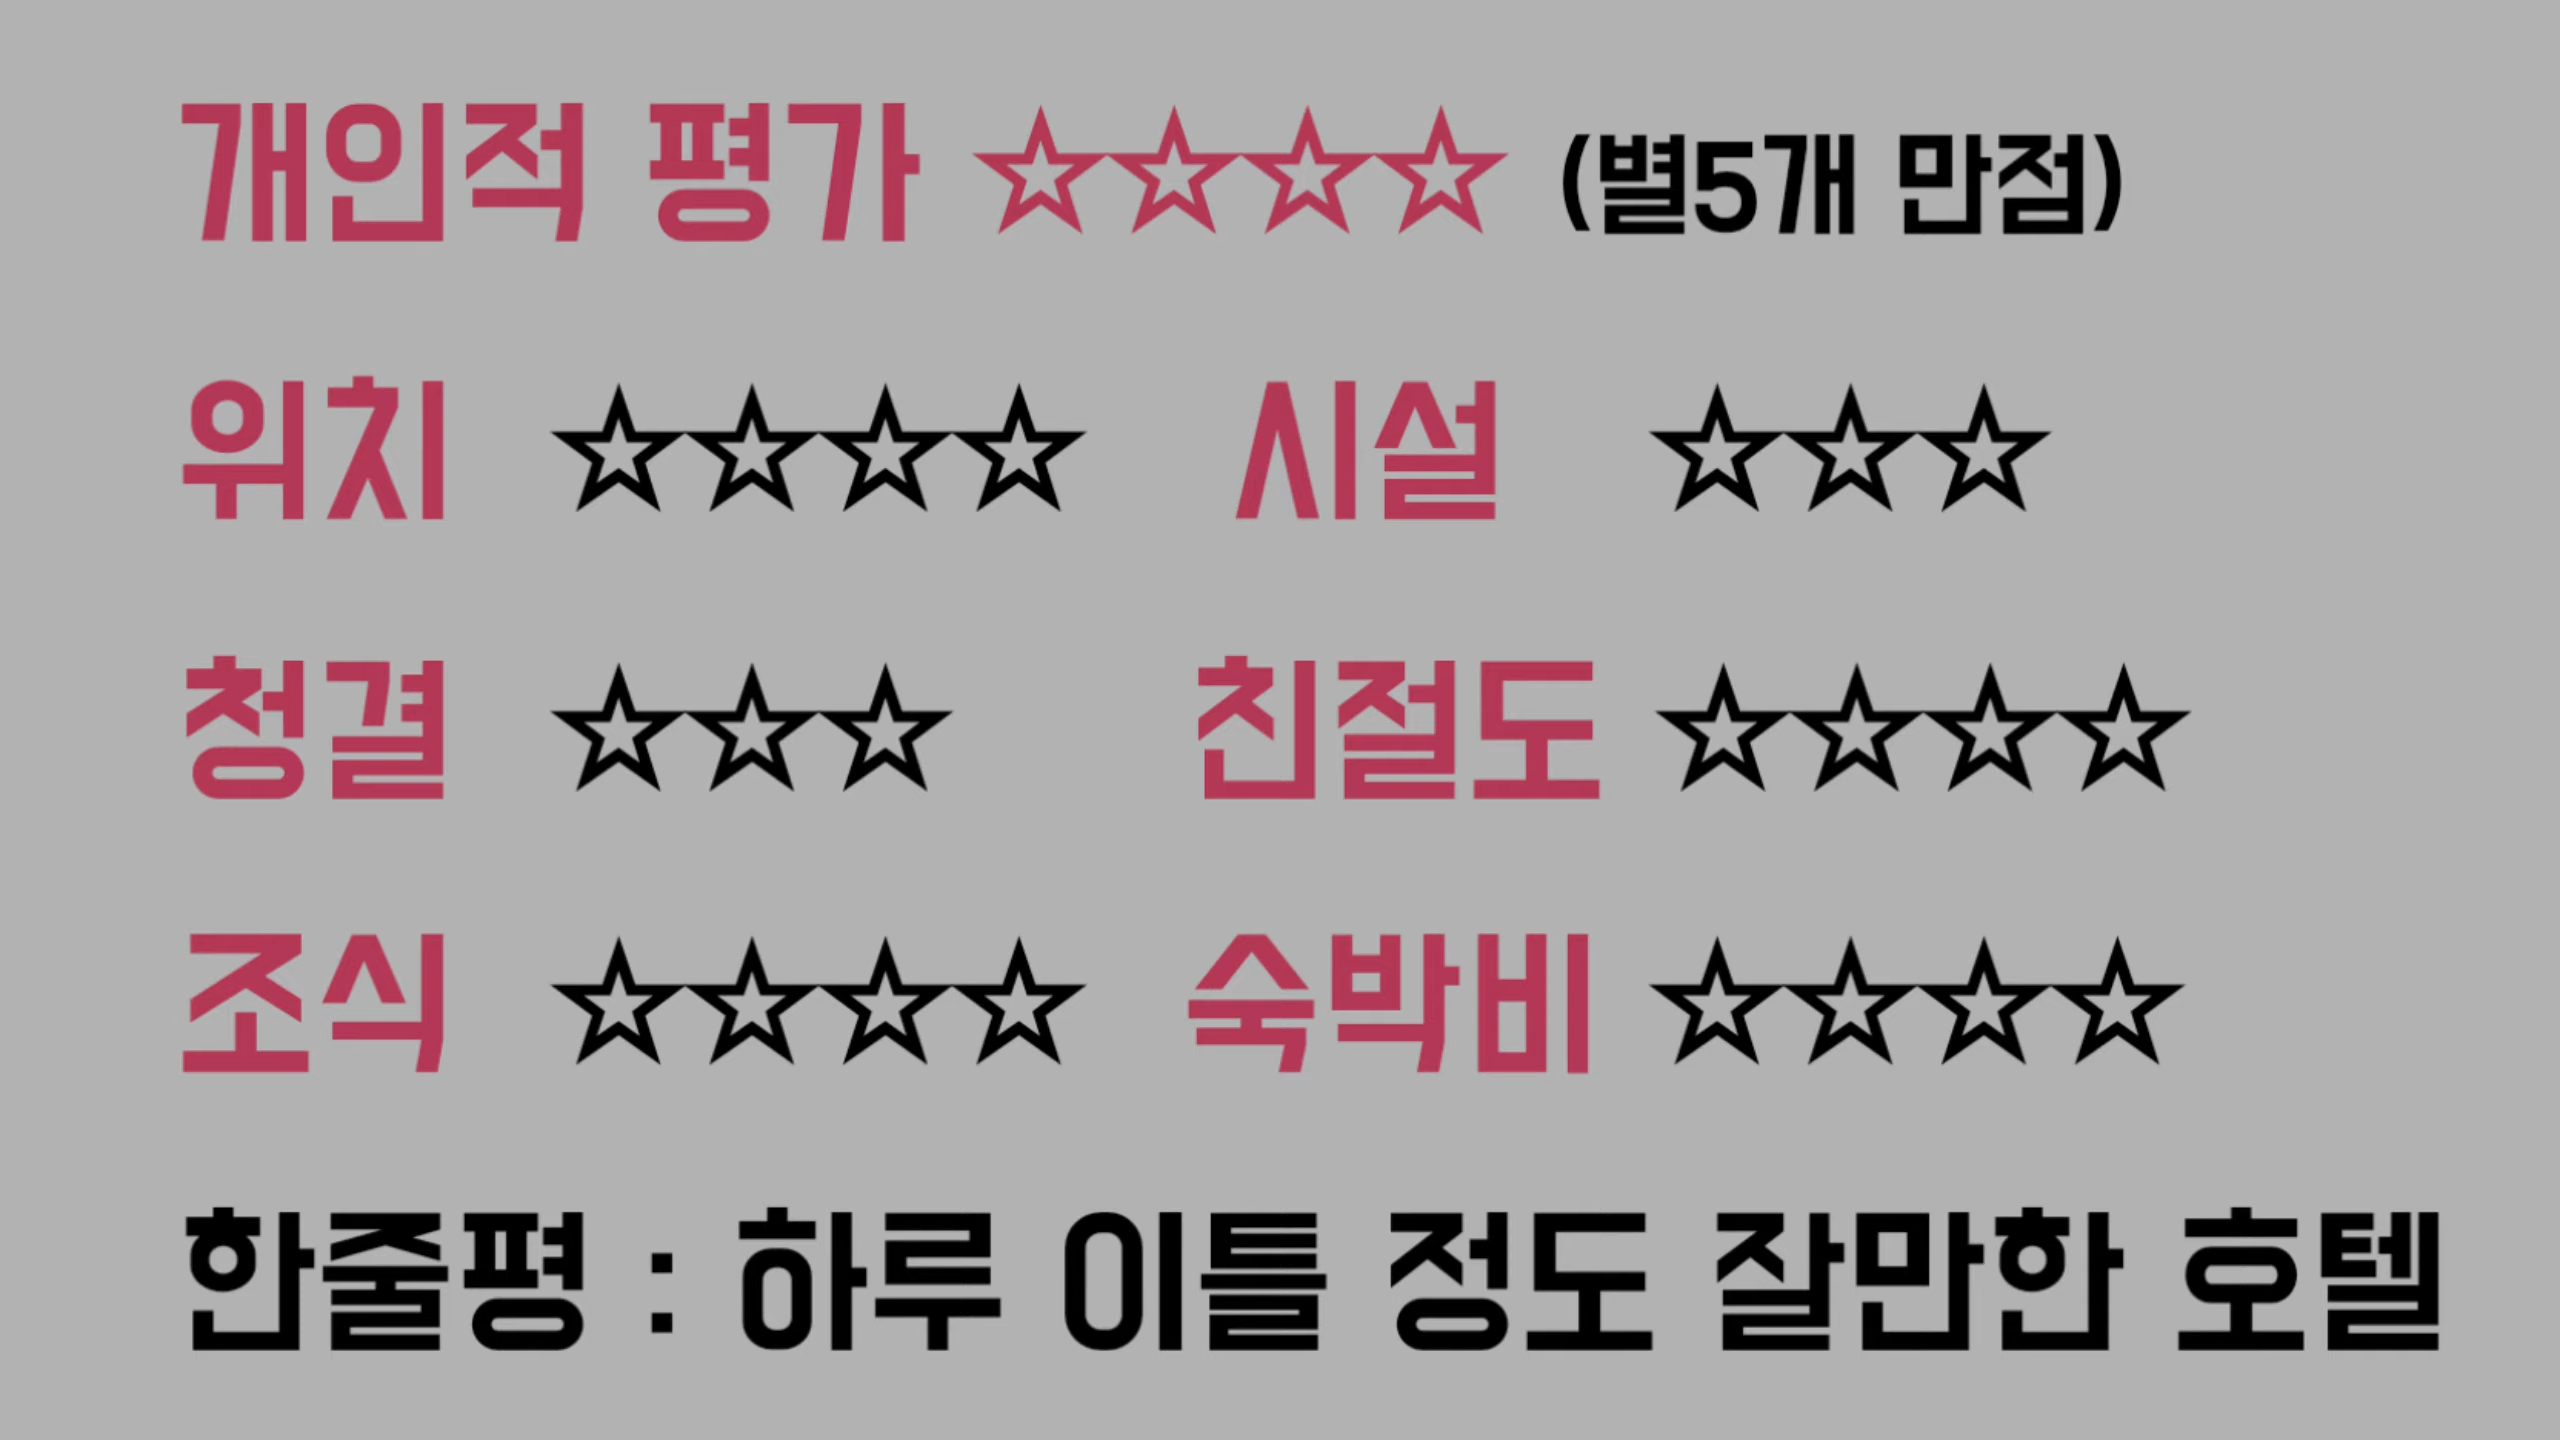 개인적 평가 ☆☆☆☆ (별5개 만점)
위치 ☆☆☆☆ 시설 ☆☆☆
청결 ☆☆☆ 친절도 ☆☆☆☆
조식 ☆☆☆☆ 숙박비 ☆☆☆☆
한줄평 : 하루 이틀 정도 잘만한 호텔